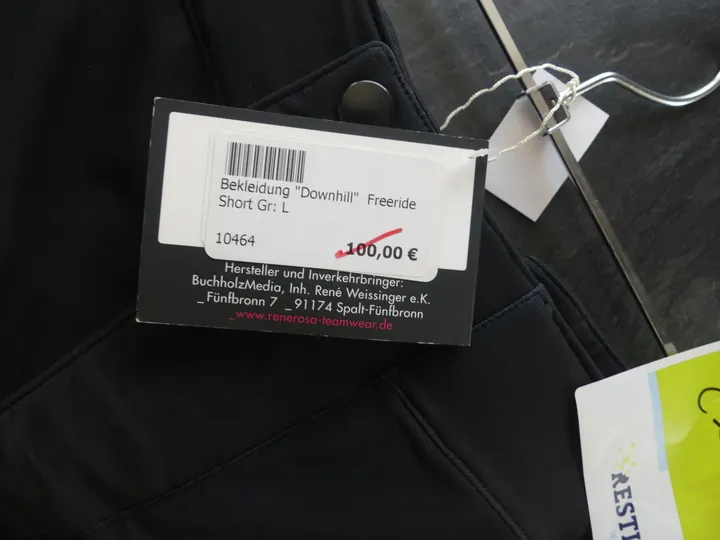 Bekleidung "Downhill" Freeride
Short Gr: L
10464
100,00 €
Hersteller und Inverkehrbringer:
BuchholzMedia, Inh. René Weissinger e.K.
_Fünfbronn 7 _ 91174 Spalt-Fünfbronn
_www.renerosa-teamwear.de